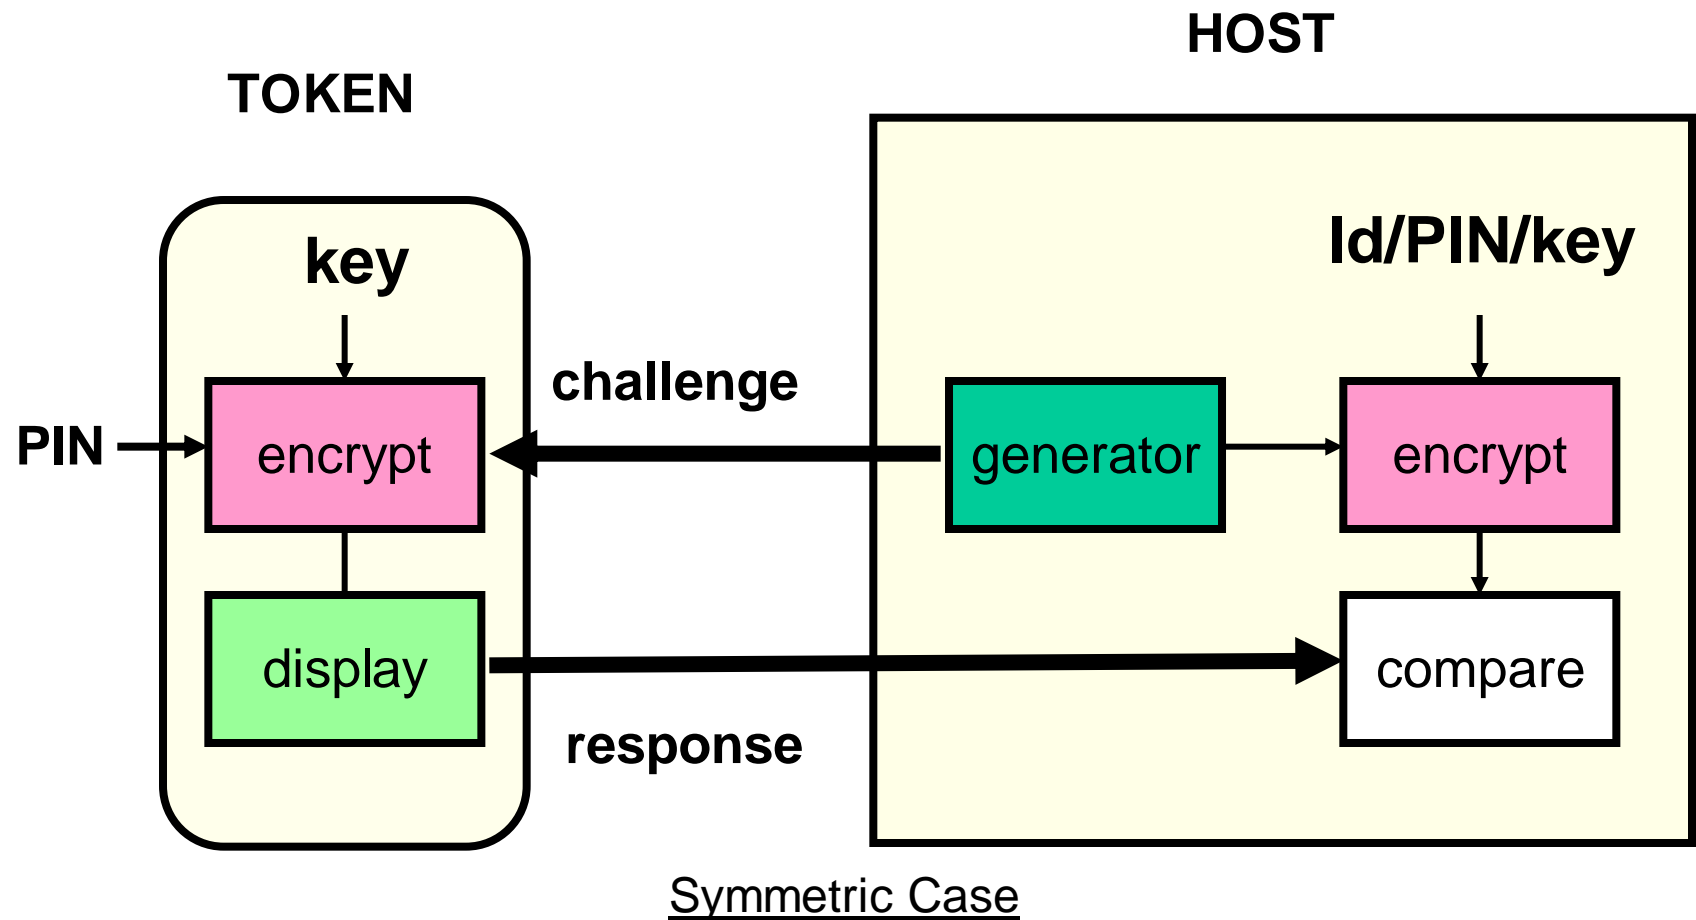 HOST
TOKEN
Id/PIN/key
key
challenge
PIN
encrypt
generator
encrypt
display
compare
response
Symmetric Case